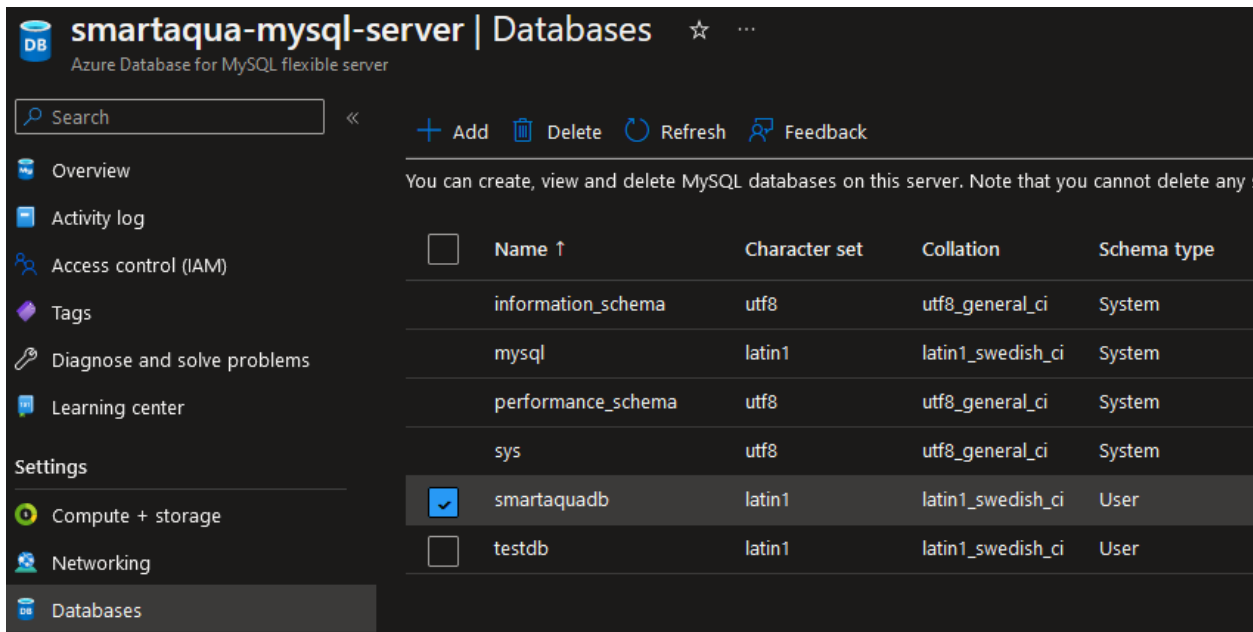 smartaqua-mysql-server | Databases
Azure Database for MySQL flexible server
Search
Overview
Activity log
Access control (IAM)
Tags
Diagnose and solve problems
Learning center
Settings
Compute + storage
Networking
Databases
Add Delete Refresh Feedback
You can create, view and delete MySQL databases on this server. Note that you cannot delete any
Name ↑ Character set Collation Schema type
information_schema utf8 utf8_general_ci System
mysql latin1 latin1_swedish_ci System
performance_schema utf8 utf8_general_ci System
sys utf8 utf8_general_ci System
smartaquadb latin1 latin1_swedish_ci User
testdb latin1 latin1_swedish_ci User